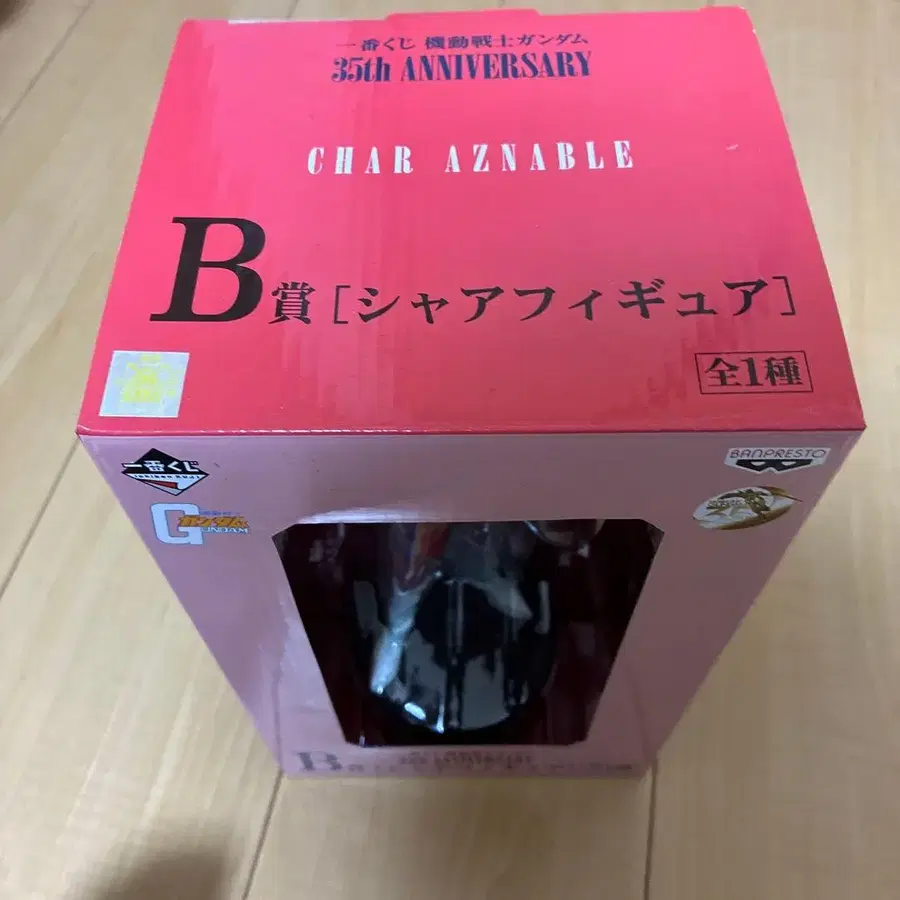 一番くじ 機動戦士ガンダム
35th ANNIVERSARY
CHAR AZNABLE
B賞[シャアフィギュア]
全1種
一番くじ
BANPRESTO
GUNDAM
B